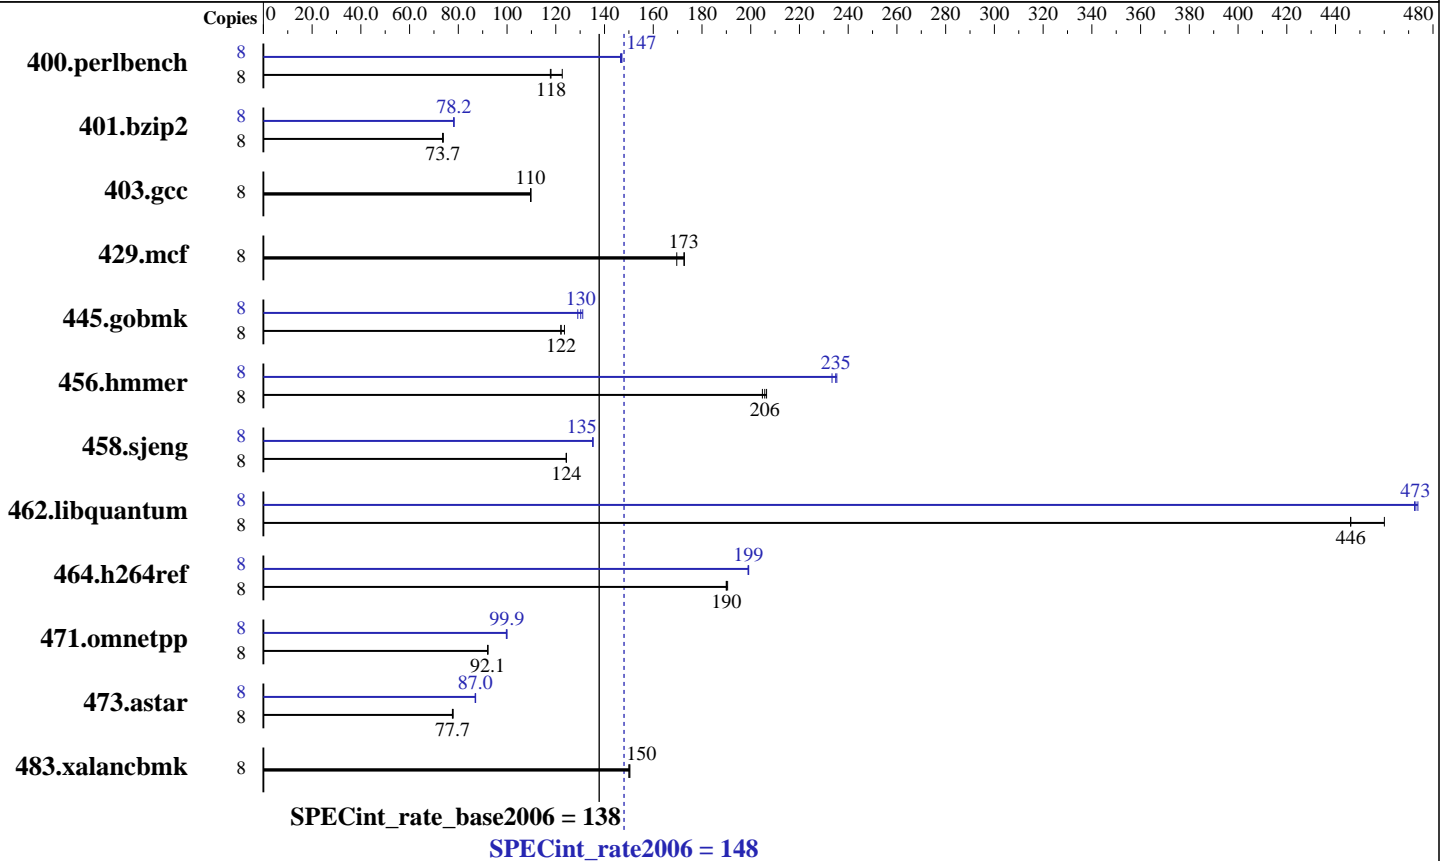 Copies 0 20.0 40.0 60.0 80.0 100 120 140 160 180 200 220 240 260 280 300 320 340 360 380 400 420 440 480
400.perlbench 8 147
8 118
401.bzip2 8 78.2
8 73.7
403.gcc 8 110
429.mcf 8 173
445.gobmk 8 130
8 122
456.hmmer 8 235
8 206
458.sjeng 8 135
8 124
462.libquantum 8 473
8 446
464.h264ref 8 199
8 190
471.omnetpp 8 99.9
8 92.1
473.astar 8 87.0
8 77.7
483.xalancbmk 8 150
SPECint_rate_base2006 = 138
SPECint_rate2006 = 148